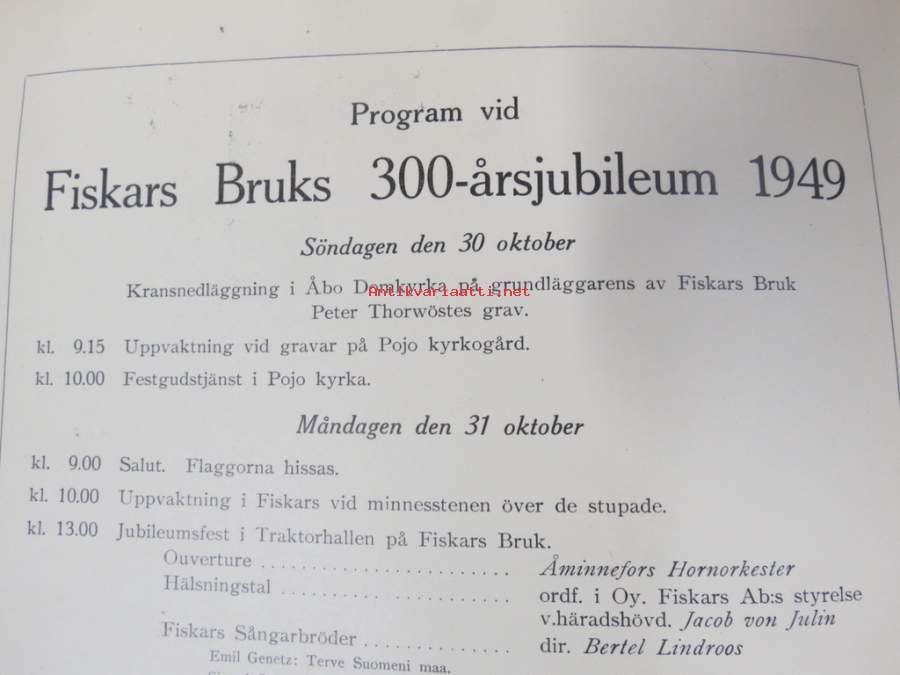 Program vid
Fiskars Bruks 300-årsjubileum 1949
Söndagen den 30 oktober
Kransnedläggning i Åbo Domkyrka på grundläggarens av Fiskars Bruk
Antikvariaatti.net
Peter Thorwöstes grav.
kl. 9.15 Uppvaktning vid gravar på Pojo kyrkogård.
kl. 10.00 Festgudstjänst i Pojo kyrka.
Måndagen den 31 oktober
kl. 9.00 Salut. Flaggorna hissas.
kl. 10.00 Uppvaktning i Fiskars vid minnesstenen över de stupade.
kl. 13.00 Jubileumsfest i Traktorhallen på Fiskars Bruk.
Ouverture ........................ Åminnefors Hornorkester
Hälsningstal ...................... ordf. i Oy. Fiskars Ab:s styrelse
v.häradshövd. Jacob von Julin
Fiskars Sångarbröder .............. dir. Bertel Lindroos
Emil Genetz: Terve Suomeni maa.